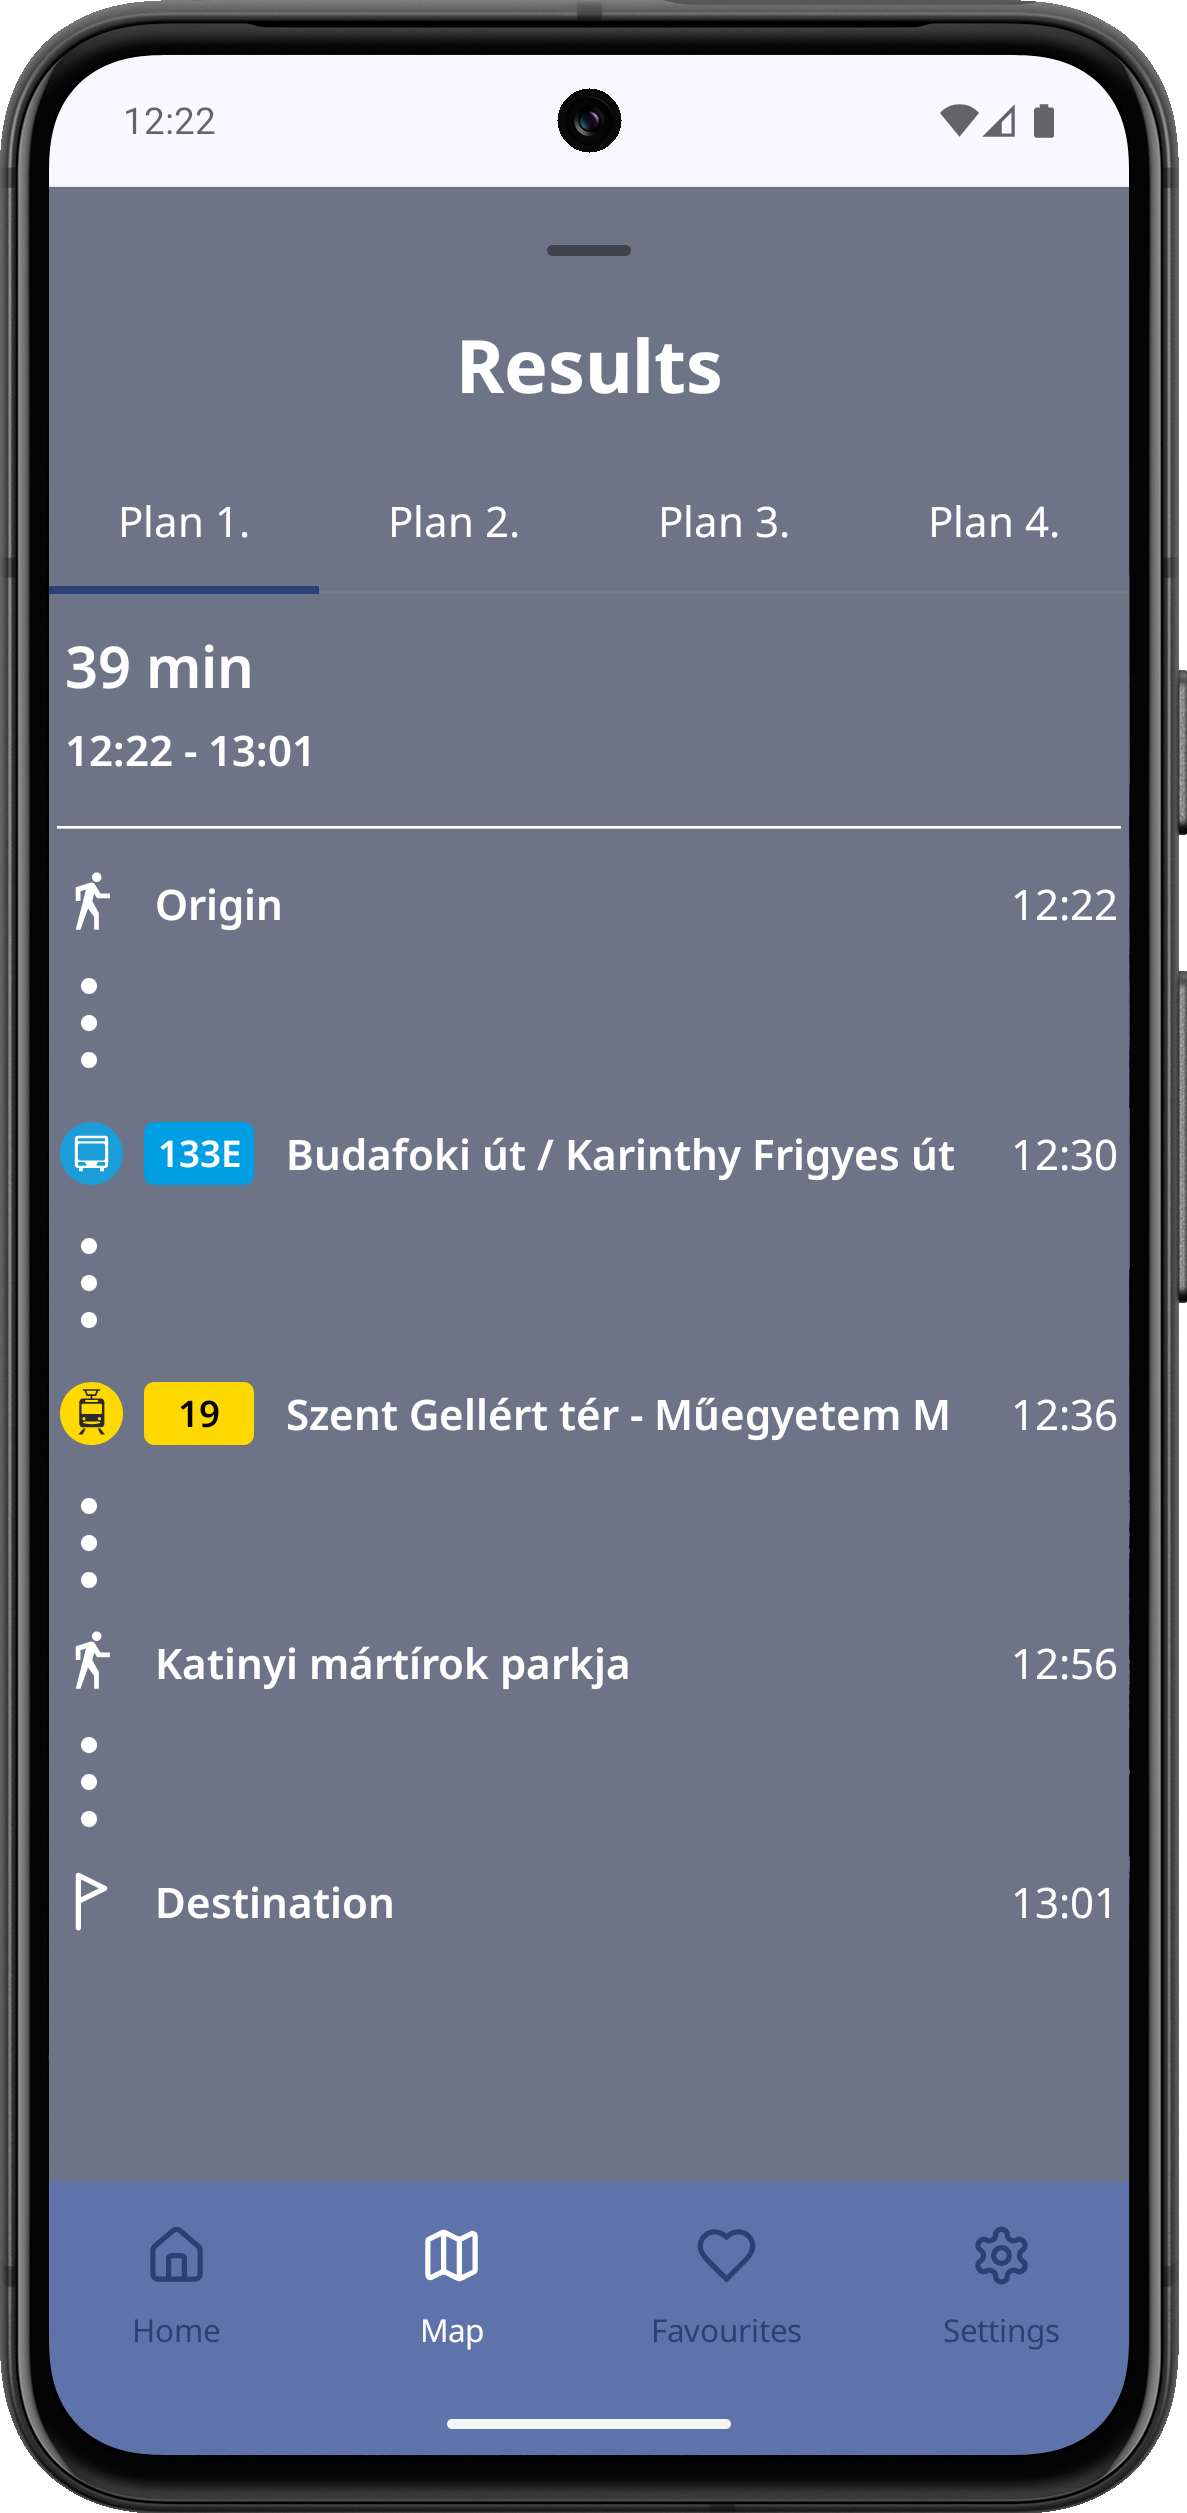 12:22
Results
Plan 1. Plan 2. Plan 3. Plan 4.
39 min
12:22 - 13:01
Origin 12:22
133E Budafoki út / Karinthy Frigyes út 12:30
19 Szent Gellért tér - Műegyetem M 12:36
Katinyi mártírok parkja 12:56
Destination 13:01
Home Map Favourites Settings